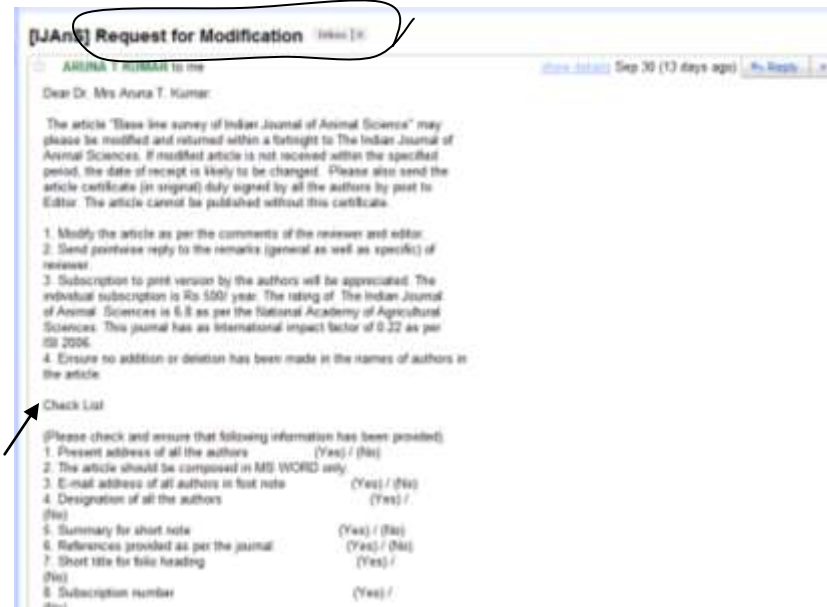 [IJAnS] Request for Modification Inbox | X
ARUNA T KUMAR to me show details Sep 30 (13 days ago) Reply
Dear Dr. Mrs Aruna T. Kumar:
The article "Base line survey of Indian Journal of Animal Science" may
please be modified and returned within a fortnight to The Indian Journal of
Animal Sciences. If modified article is not received within the specified
period, the date of receipt is likely to be changed. Please also send the
article certificate (in original) duly signed by all the authors by post to
Editor. The article cannot be published without this certificate.
1. Modify the article as per the comments of the reviewer and editor.
2. Send pointwise reply to the remarks (general as well as specific) of
reviewer.
3. Subscription to print version by the authors will be appreciated. The
individual subscription is Rs 500/ year. The rating of The Indian Journal
of Animal Sciences is 6.8 as per the National Academy of Agricultural
Sciences. This journal has as International impact factor of 0.22 as per
ISI 2006.
4. Ensure no addition or deletion has been made in the names of authors in
the article.
Check List
(Please check and ensure that following information has been provided)
1. Present address of all the authors (Yes) / (No)
2. The article should be composed in MS WORD only.
3. E-mail address of all authors in foot note (Yes) / (No)
4. Designation of all the authors (Yes) /
(No)
5. Summary for short note (Yes) / (No)
6. References provided as per the journal (Yes) / (No)
7. Short title for folio heading (Yes) /
(No)
8. Subscription number (Yes) /
(No)